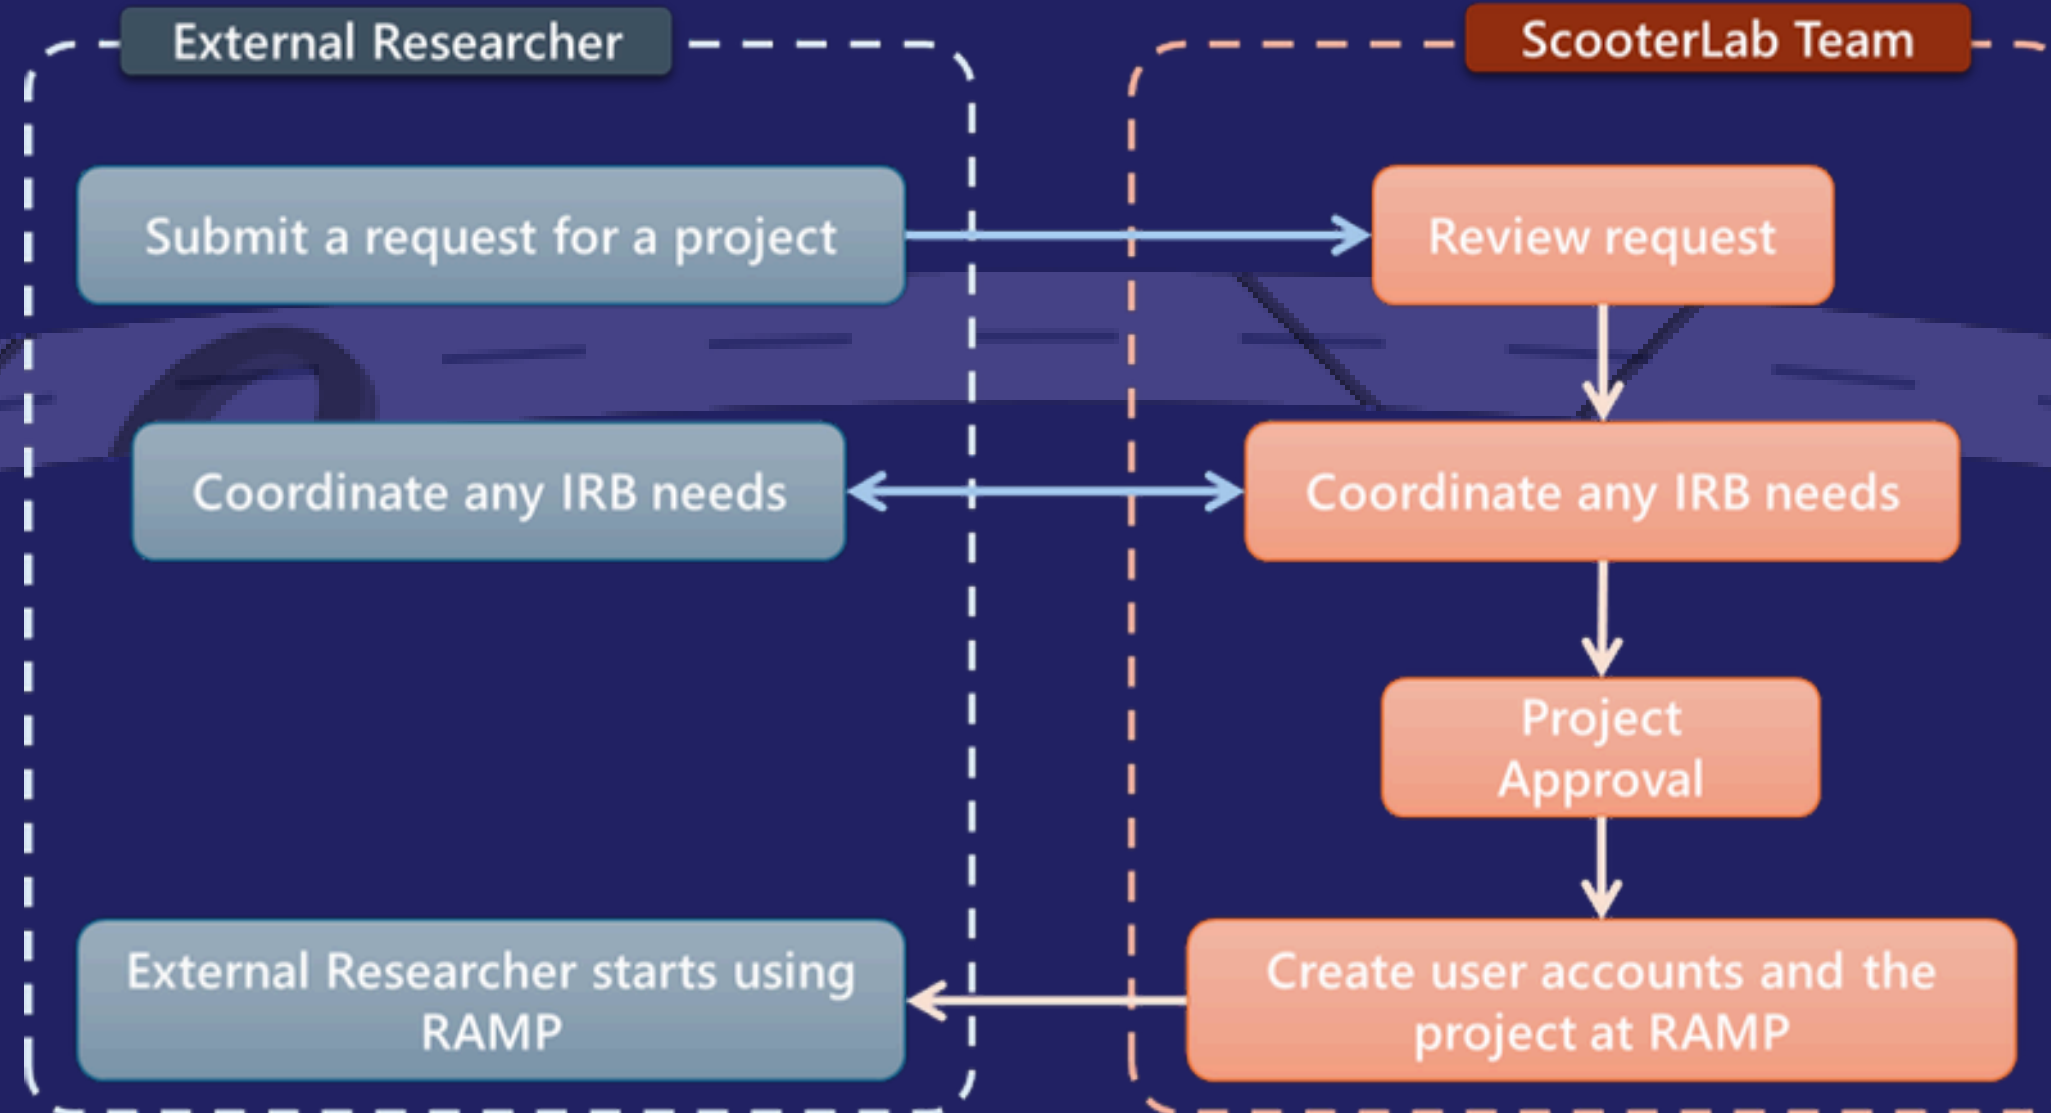 External Researcher
ScooterLab Team
Submit a request for a project
Review request
Coordinate any IRB needs
Coordinate any IRB needs
Project
Approval
External Researcher starts using
RAMP
Create user accounts and the
project at RAMP